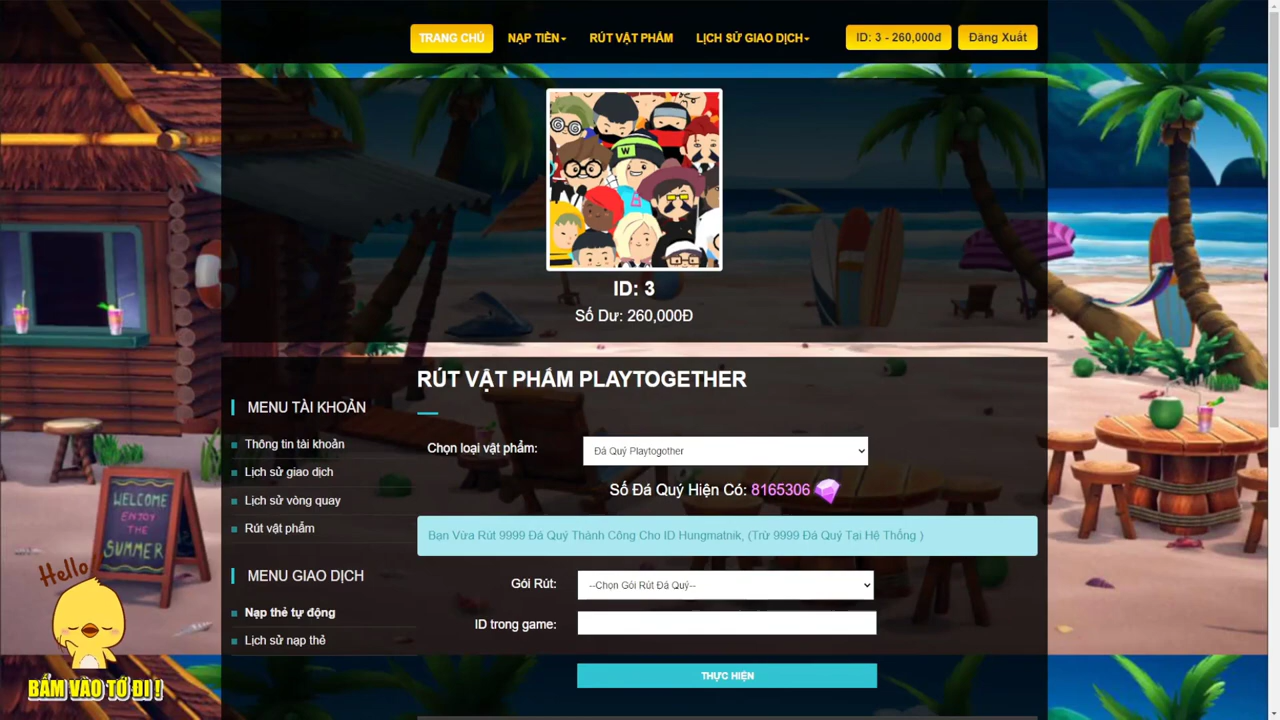 TRANG CHỦ
NẠP TIỀN
RÚT VẬT PHẨM
LỊCH SỬ GIAO DỊCH
ID: 3 - 260,000đ
Đăng Xuất
W
ID: 3
Số Dư: 260,000Đ
MENU TÀI KHOẢN
Thông tin tài khoản
Lịch sử giao dịch
Lịch sử vòng quay
Rút vật phẩm
MENU GIAO DỊCH
Nạp thẻ tự động
Lịch sử nạp thẻ
RÚT VẬT PHẨM PLAYTOGETHER
Chọn loại vật phẩm:
Đá Quý Playtogother
Số Đá Quý Hiện Có: 8165306
Bạn Vừa Rút 9999 Đá Quý Thành Công Cho ID Hungmatnik, (Trừ 9999 Đá Quý Tại Hệ Thống )
Gói Rút:
--Chọn Gói Rút Đá Quý--
ID trong game:
THỰC HIỆN
WELCOME
ENJOY
THE
SUMMER
Hello
BẤM VÀO TỚ ĐI !